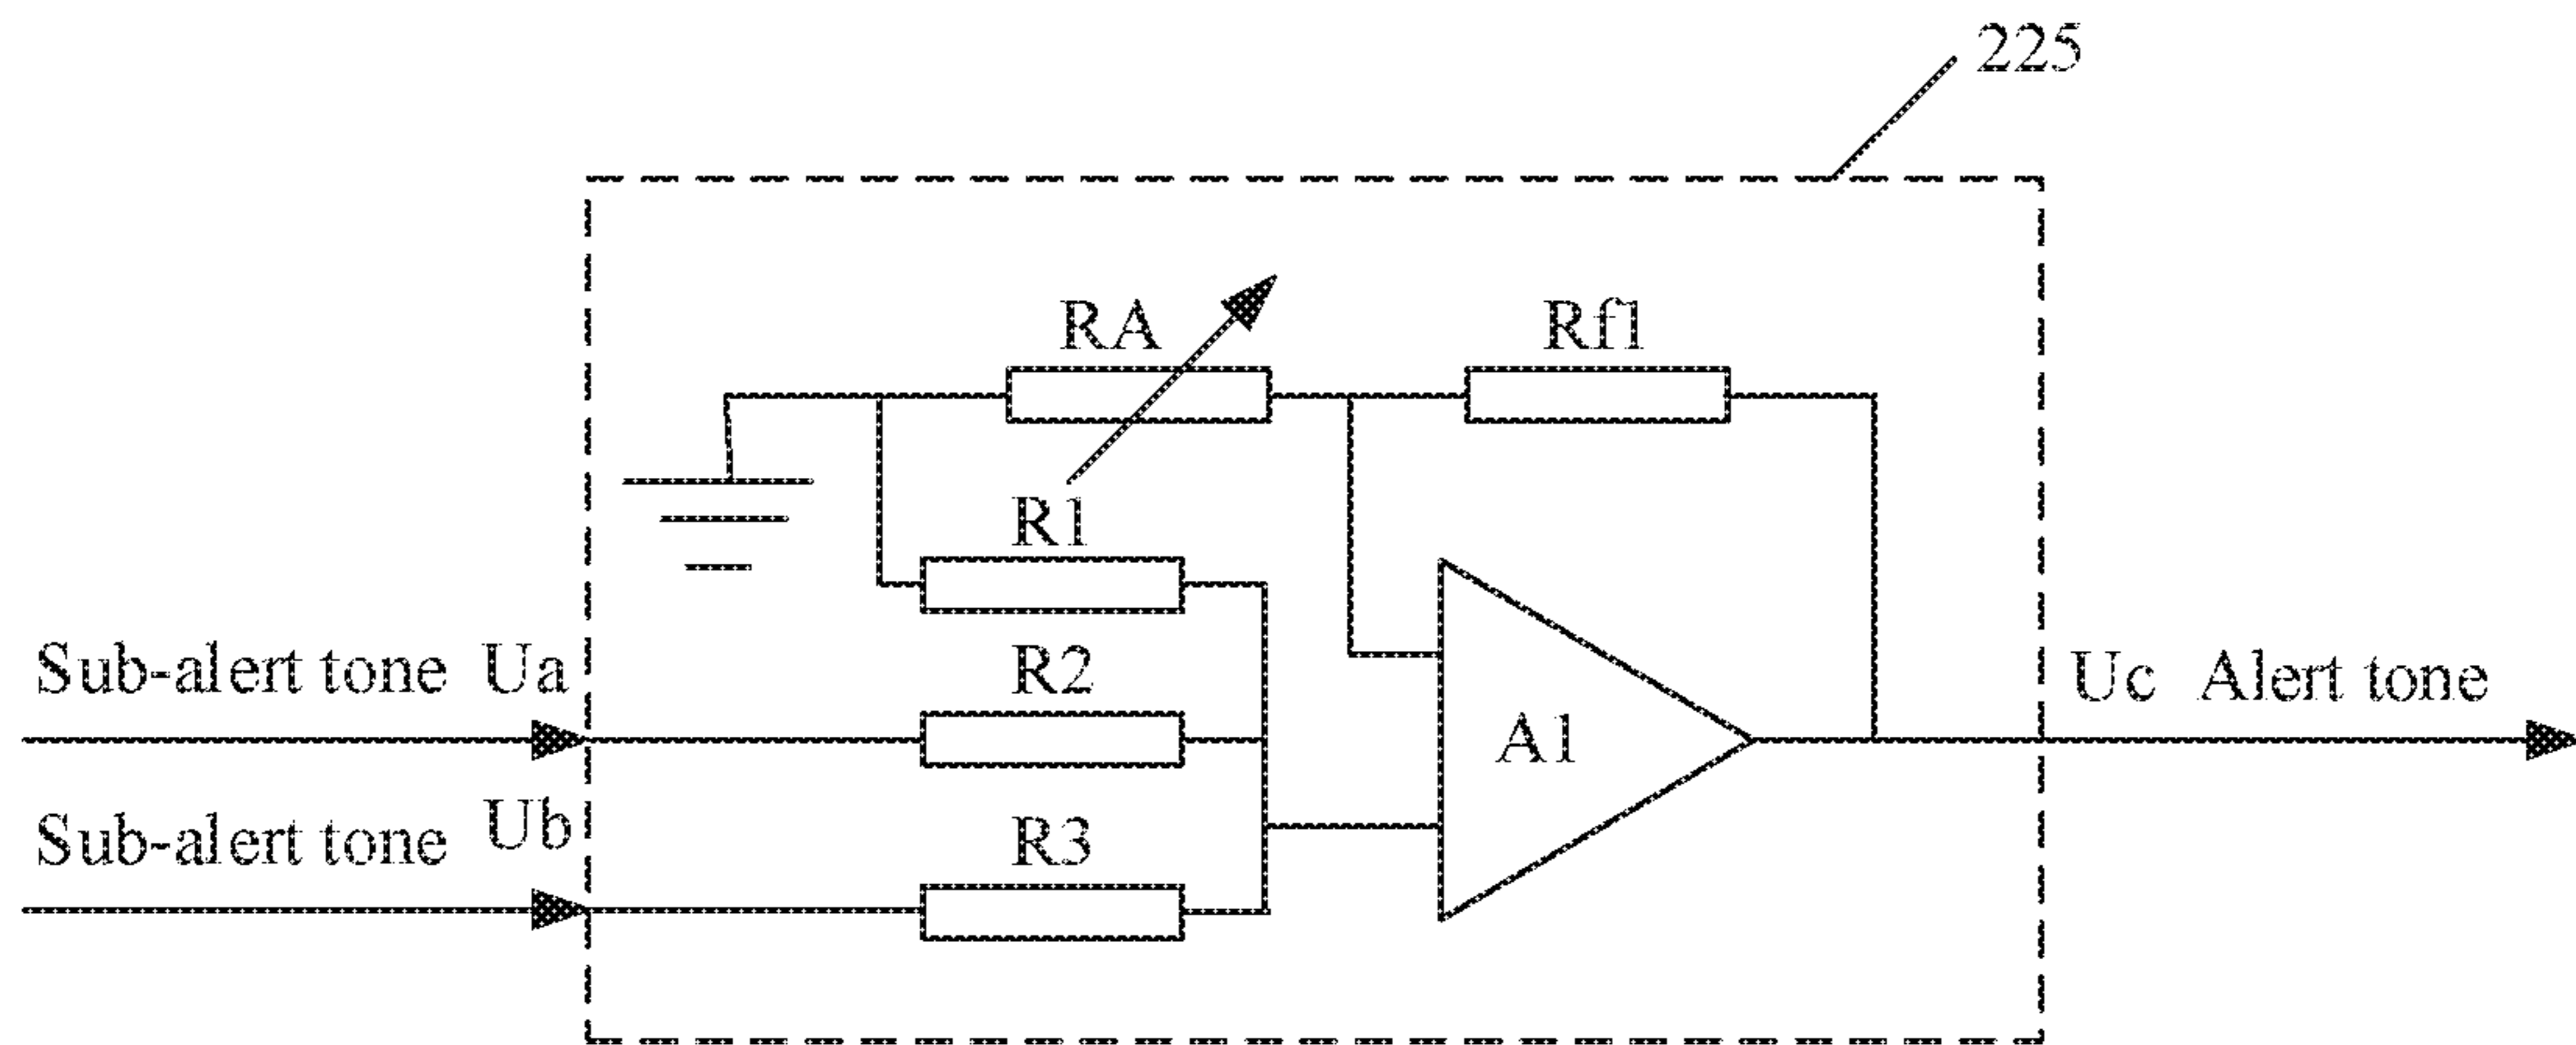 225
RA
Rf1
R1
Sub-alert tone Ua
R2
A1
Uc Alert tone
Sub-alert tone Ub
R3